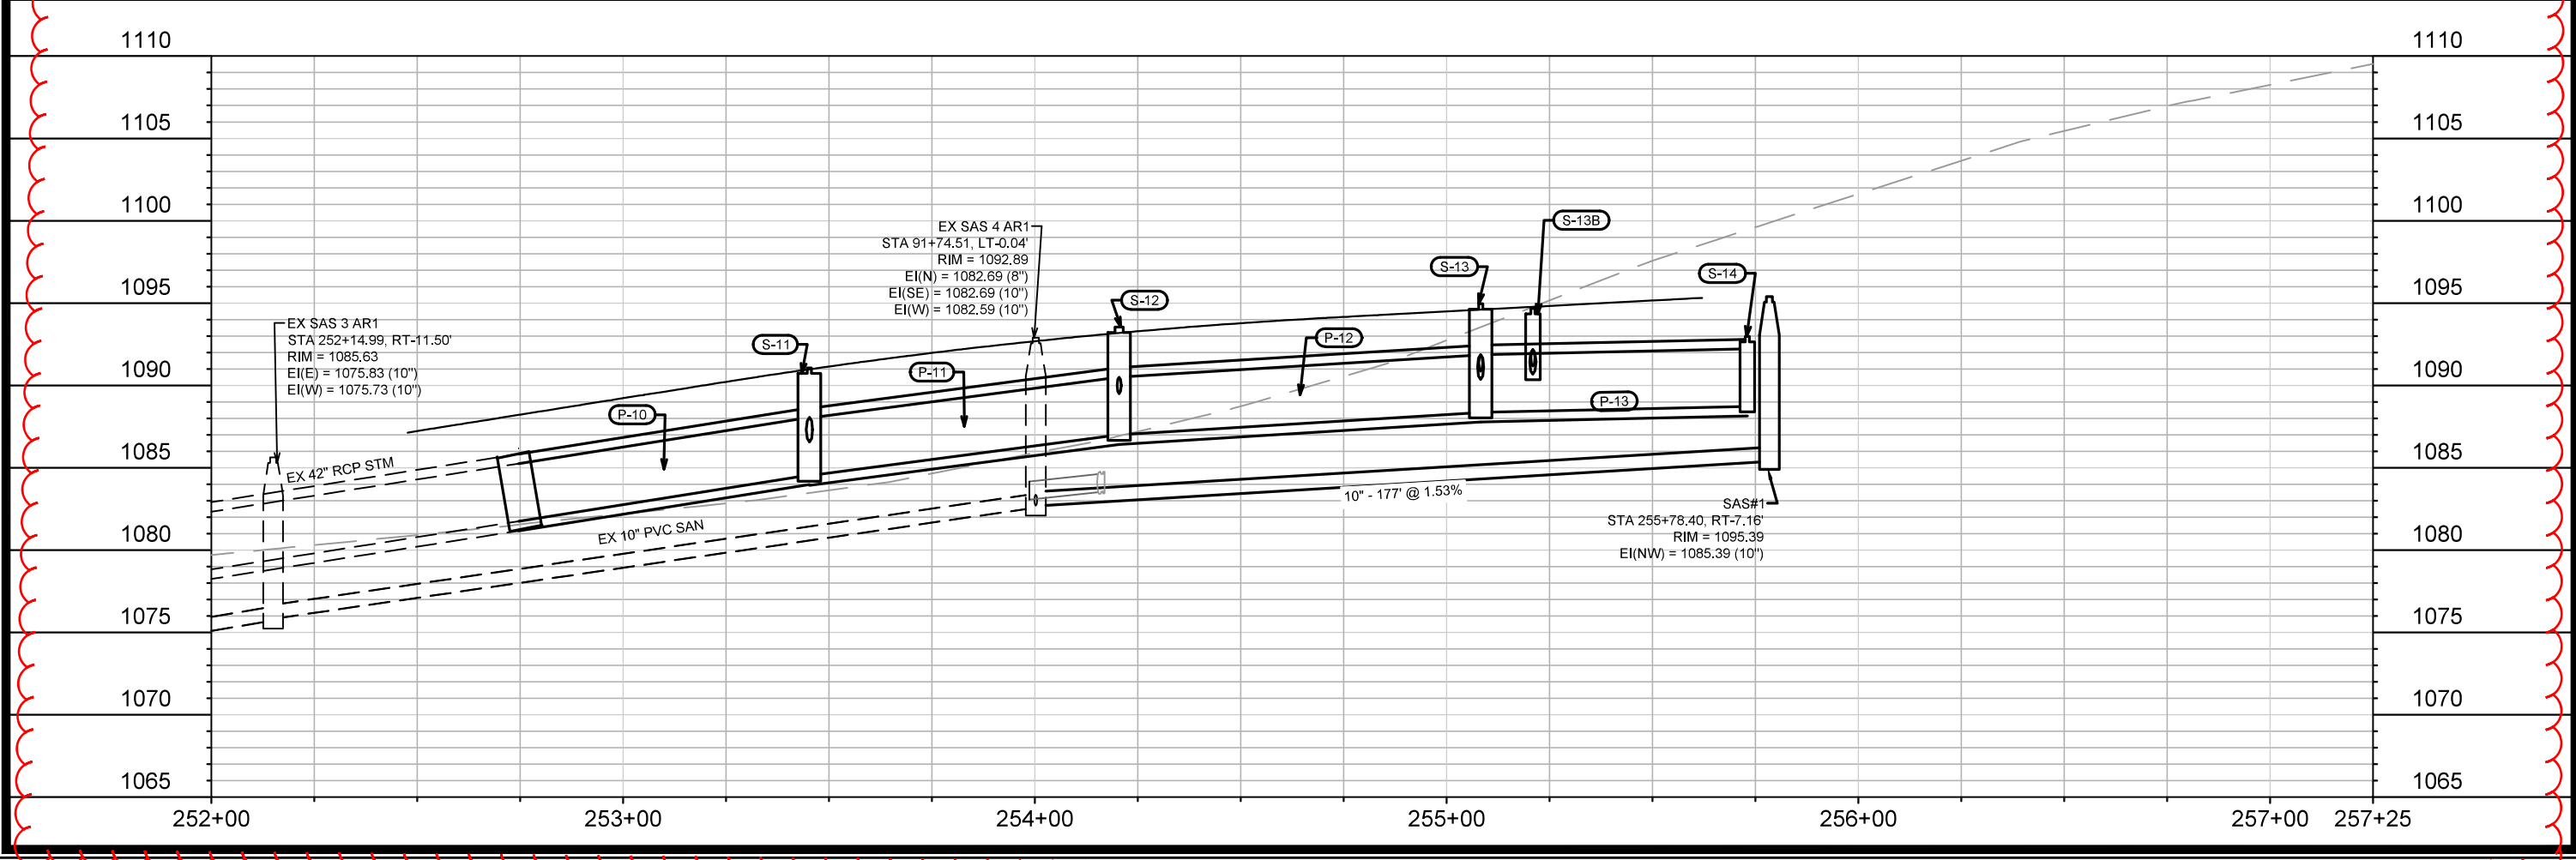 1110
1110
1105
1105
1100
1100
1095
1095
1090
1090
1085
1085
1080
1080
1075
1075
1070
1070
1065
1065
EX SAS 3 AR1
STA 252+14.99, RT-11.50'
RIM = 1085.63
EI(E) = 1075.83 (10")
EI(W) = 1075.73 (10")
EX 42" RCP STM
EX 10" PVC SAN
P-10
S-11
P-11
EX SAS 4 AR1
STA 91+74.51, LT-0.04'
RIM = 1092.89
EI(N) = 1082.69 (8")
EI(SE) = 1082.69 (10")
EI(W) = 1082.59 (10")
S-12
P-12
S-13
S-13B
S-14
P-13
10" - 177' @ 1.53%
SAS#1
STA 255+78.40, RT-7.16'
RIM = 1095.39
EI(NW) = 1085.39 (10")
252+00
253+00
254+00
255+00
256+00
257+00
257+25